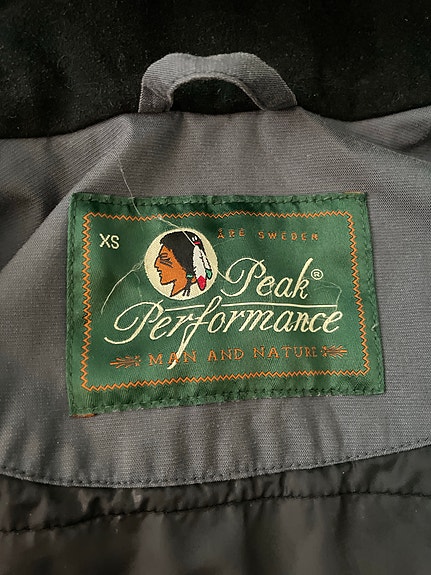 XS
ÅRE SWEDEN
Peak®
Performance
MAN AND NATURE